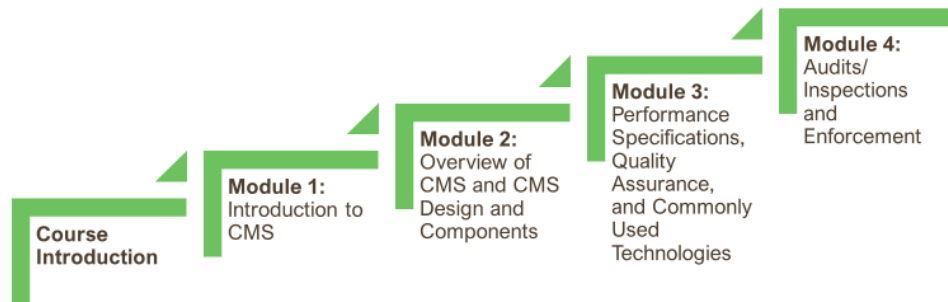 Course
Introduction
Module 1:
Introduction to
CMS
Module 2:
Overview of
CMS and CMS
Design and
Components
Module 3:
Performance
Specifications,
Quality
Assurance,
and Commonly
Used
Technologies
Module 4:
Audits/
Inspections
and
Enforcement